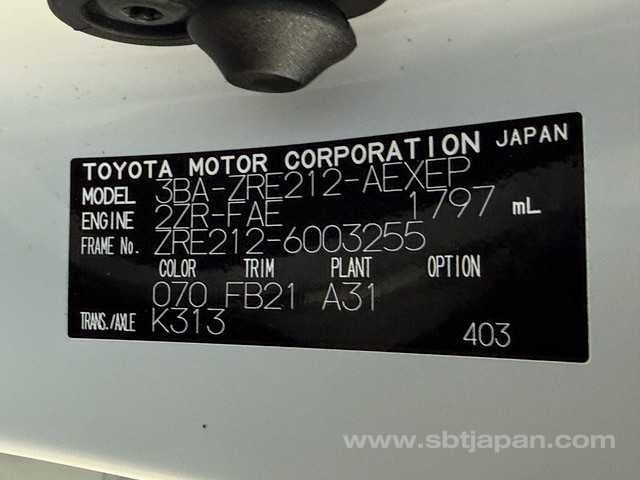 TOYOTA MOTOR CORPORATION JAPAN
MODEL 3BA-ZRE212-AEXEP
ENGINE 2ZR-FAE 1797 mL
FRAME No. ZRE212-6003255
COLOR TRIM PLANT OPTION
070 FB21 A31
TRANS./AXLE K313
403
www.sbtjapan.com